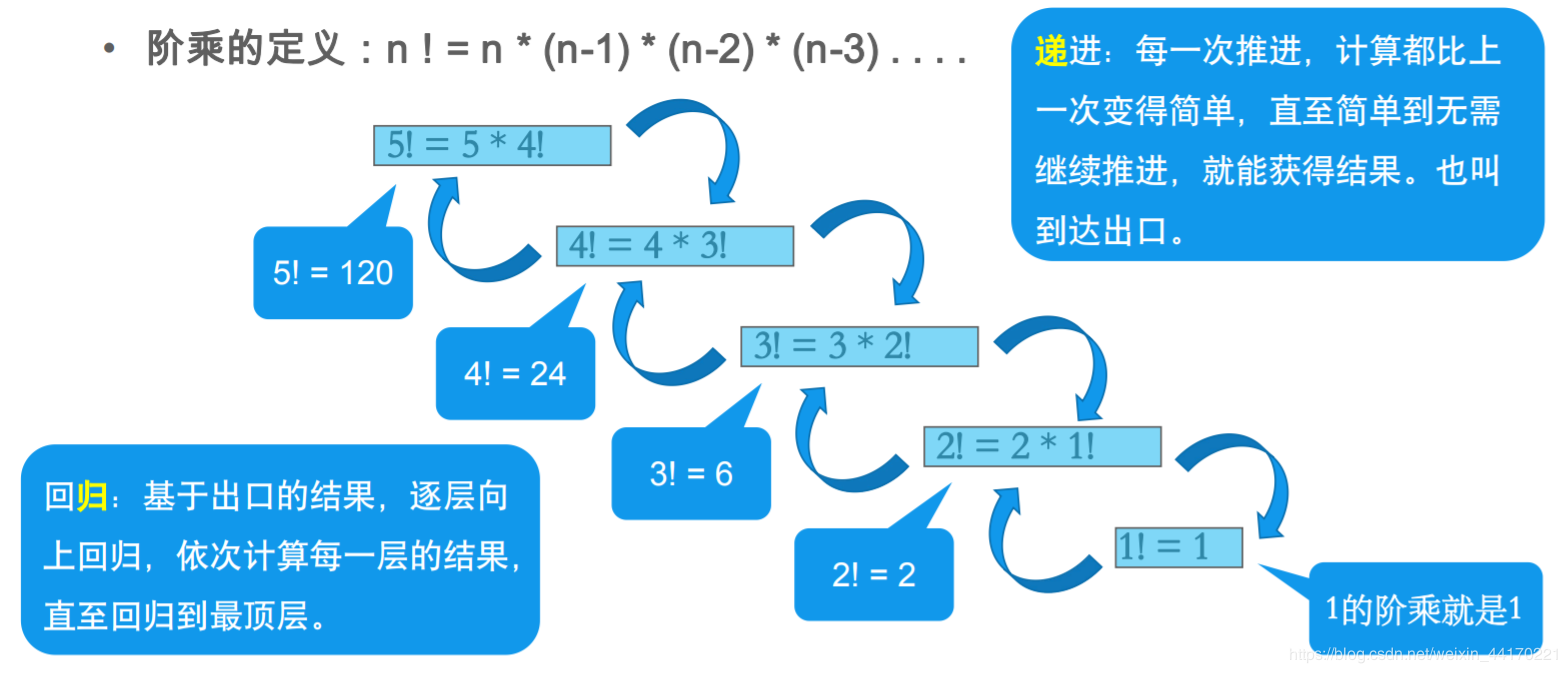 • 阶乘的定义：n ! = n * (n-1) * (n-2) * (n-3) . . . .
递进：每一次推进，计算都比上
一次变得简单，直至简单到无需
继续推进，就能获得结果。也叫
到达出口。
5! = 5 * 4!
4! = 4 * 3!
3! = 3 * 2!
2! = 2 * 1!
1! = 1
1的阶乘就是1
2! = 2
3! = 6
4! = 24
5! = 120
回归：基于出口的结果，逐层向
上回归，依次计算每一层的结果，
直至回归到最顶层。
https://blog.csdn.net/weixin_44170221